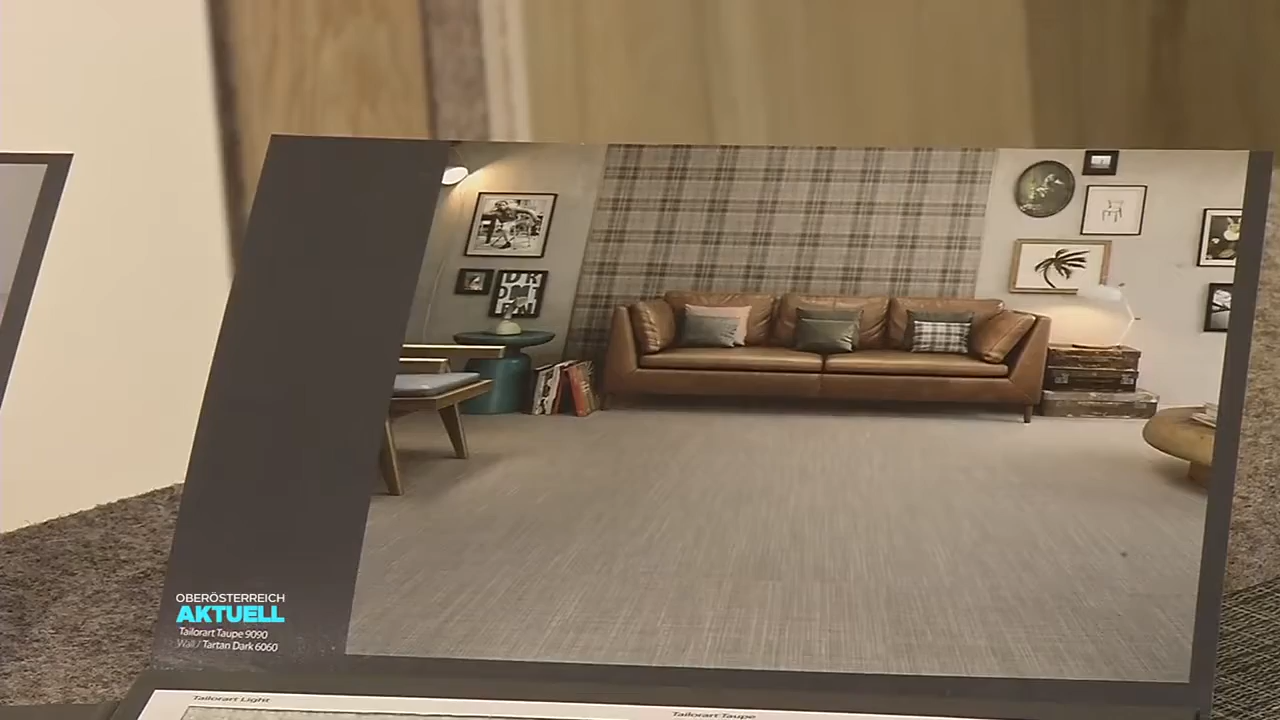 OBERÖSTERREICH
AKTUELL
Tailorart Taupe 9090
Wall / Tartan Dark 6060
Tailorart Light
Tailorart Taupe